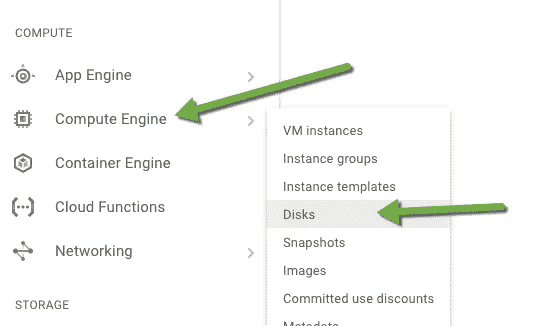 COMPUTE
App Engine
Compute Engine
Container Engine
Cloud Functions
Networking
STORAGE
VM instances
Instance groups
Instance templates
Disks
Snapshots
Images
Committed use discounts
Metadata